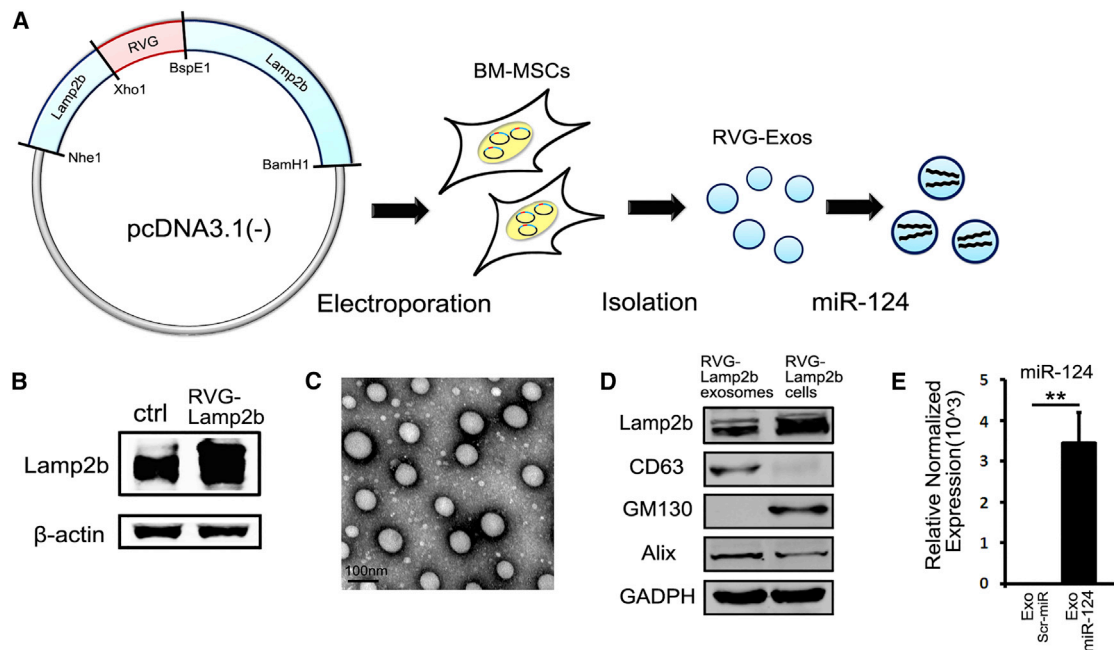 A
RVG
Lamp2b
Lamp2b
BspE1
Xho1
Nhe1
BamH1
pcDNA3.1(-)
BM-MSCs
RVG-Exos
Electroporation
Isolation
miR-124
B
ctrl
RVG-
Lamp2b
Lamp2b
β-actin
C
100nm
D
RVG-
Lamp2b
exosomes
RVG-
Lamp2b
cells
Lamp2b
CD63
GM130
Alix
GADPH
E
miR-124
**
Relative Normalized
Expression(10^3)
5
4
3
2
1
0
Exo
Scr-miR
Exo
miR-124